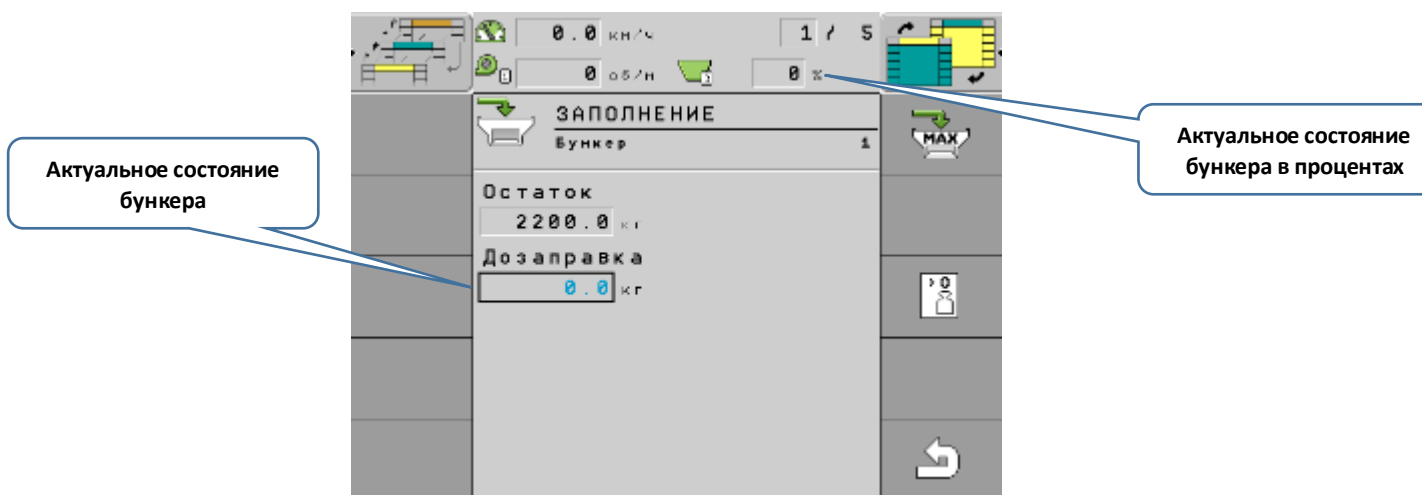 0.0 км/ч
1 / 5
0 об/м
1
0 %
ЗАПОЛНЕНИЕ
Бункер 1
MAX
Остаток
2200.0 кг
Дозаправка
0.0 кг
>0
Актуальное состояние
бункера
Актуальное состояние
бункера в процентах